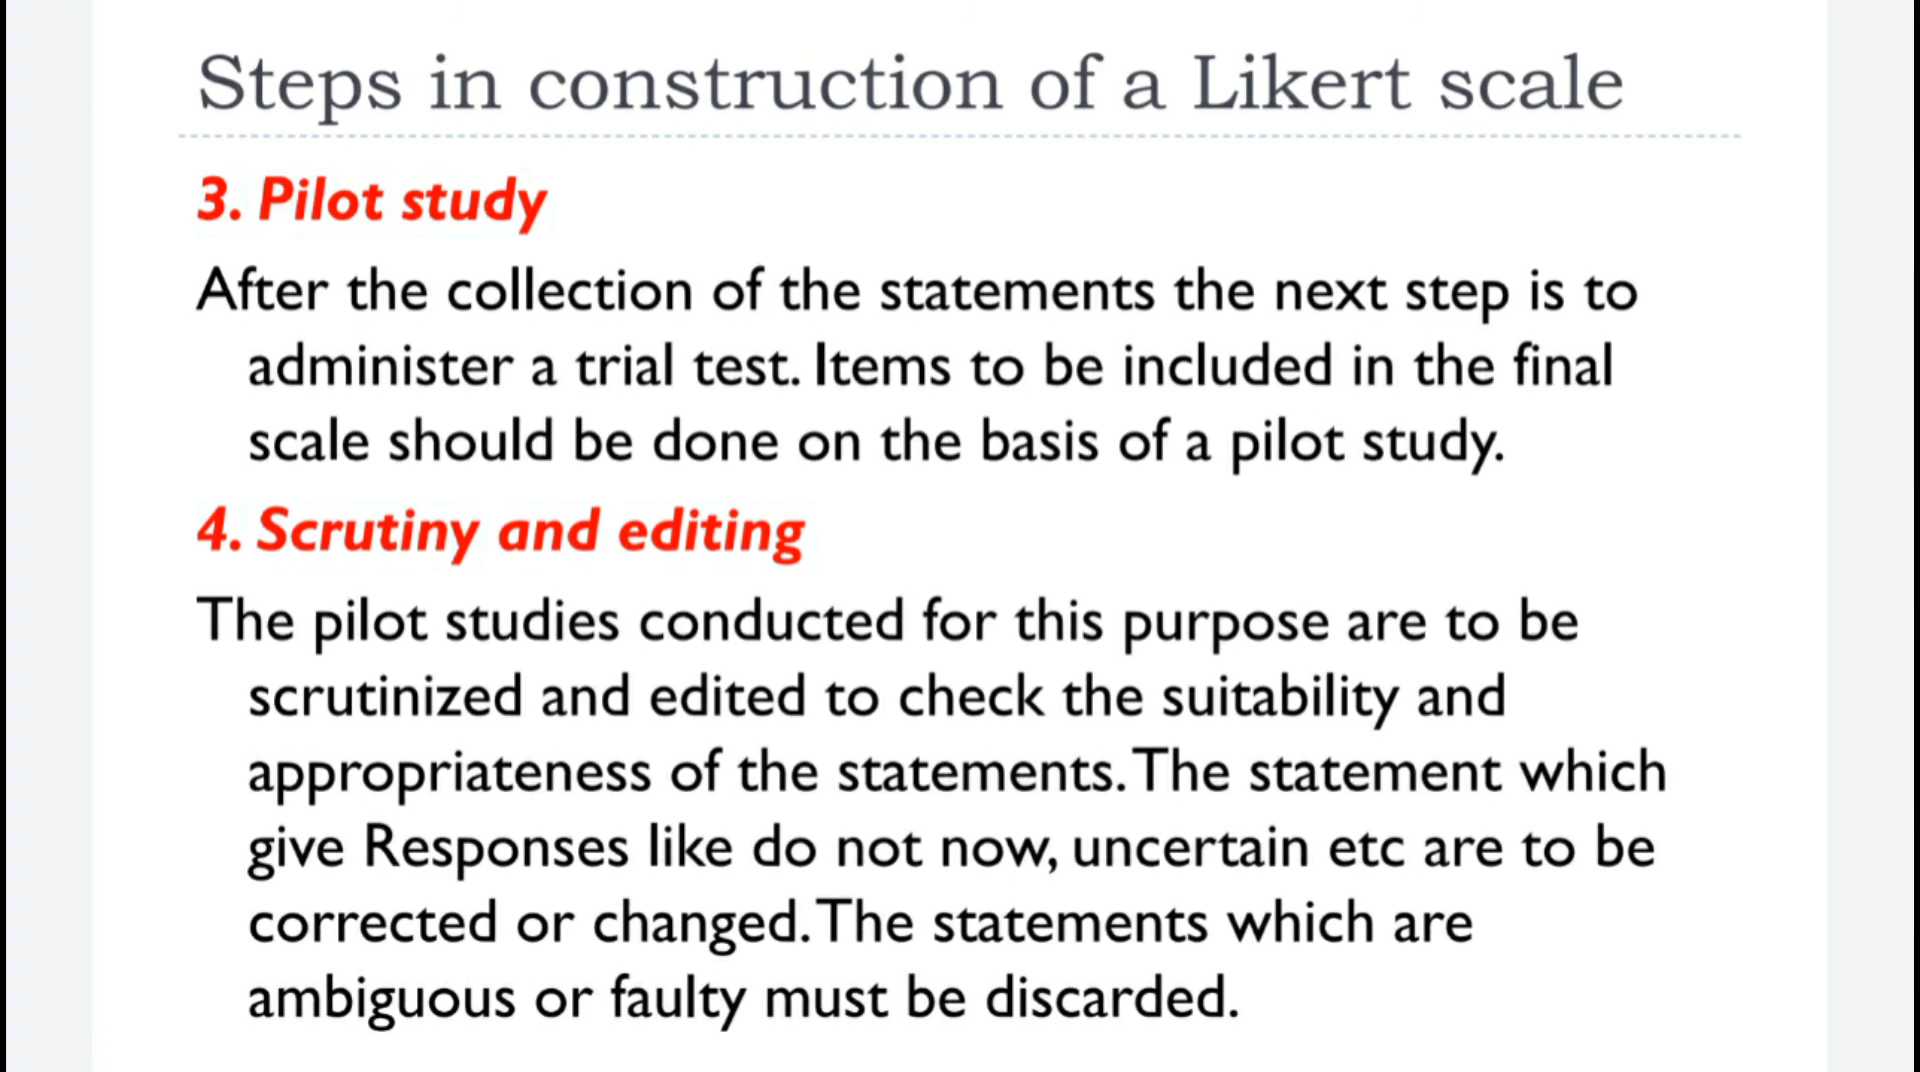 Steps in construction of a Likert scale
3. Pilot study
After the collection of the statements the next step is to
administer a trial test. Items to be included in the final
scale should be done on the basis of a pilot study.
4. Scrutiny and editing
The pilot studies conducted for this purpose are to be
scrutinized and edited to check the suitability and
appropriateness of the statements. The statement which
give Responses like do not now, uncertain etc are to be
corrected or changed. The statements which are
ambiguous or faulty must be discarded.